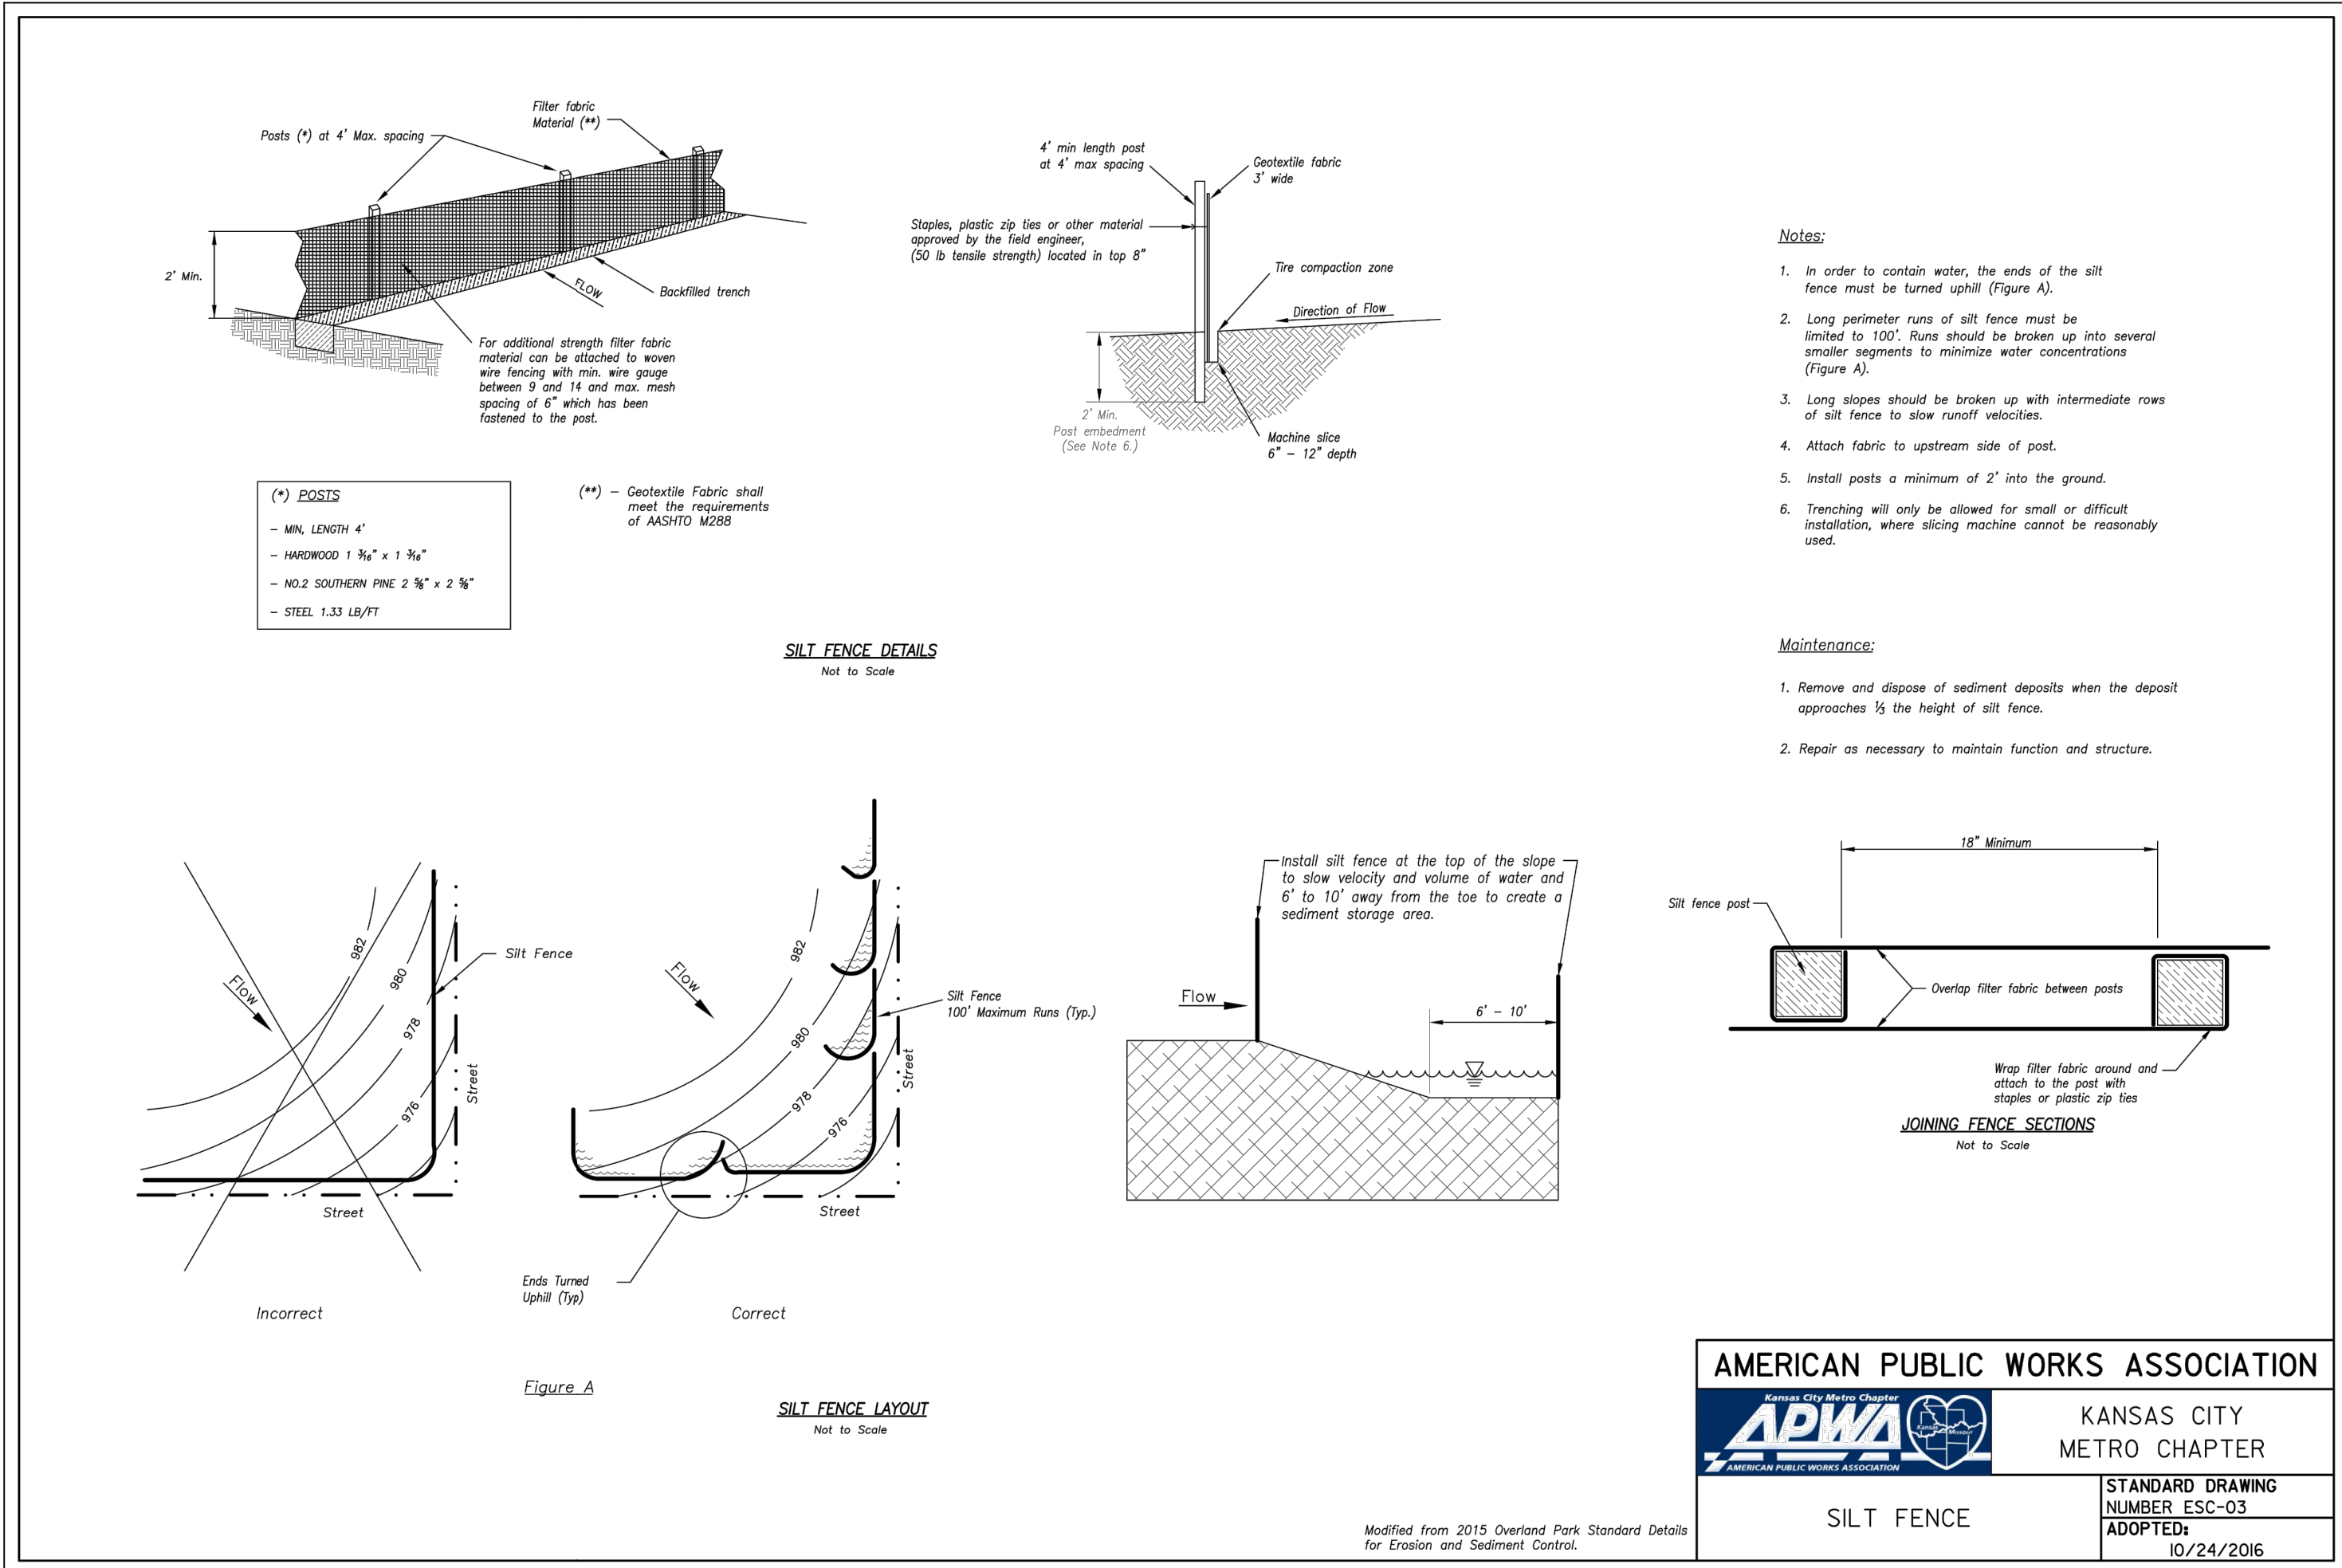 Filter fabric
Material (**)
Posts (*) at 4' Max. spacing
2' Min.
FLOW
Backfilled trench
For additional strength filter fabric
material can be attached to woven
wire fencing with min. wire gauge
between 9 and 14 and max. mesh
spacing of 6" which has been
fastened to the post.
(*) POSTS
– MIN, LENGTH 4'
– HARDWOOD 1 3/16" x 1 3/16"
– NO.2 SOUTHERN PINE 2 5/8" x 2 5/8"
– STEEL 1.33 LB/FT
(**) – Geotextile Fabric shall
meet the requirements
of AASHTO M288
4' min length post
at 4' max spacing
Geotextile fabric
3' wide
Staples, plastic zip ties or other material
approved by the field engineer,
(50 lb tensile strength) located in top 8"
Tire compaction zone
Direction of Flow
2' Min.
Post embedment
(See Note 6.)
Machine slice
6" – 12" depth
SILT FENCE DETAILS
Not to Scale
Notes:
1. In order to contain water, the ends of the silt
fence must be turned uphill (Figure A).
2. Long perimeter runs of silt fence must be
limited to 100'. Runs should be broken up into several
smaller segments to minimize water concentrations
(Figure A).
3. Long slopes should be broken up with intermediate rows
of silt fence to slow runoff velocities.
4. Attach fabric to upstream side of post.
5. Install posts a minimum of 2' into the ground.
6. Trenching will only be allowed for small or difficult
installation, where slicing machine cannot be reasonably
used.
Maintenance:
1. Remove and dispose of sediment deposits when the deposit
approaches 1/3 the height of silt fence.
2. Repair as necessary to maintain function and structure.
982
980
978
976
Flow
Silt Fence
Street
Street
Incorrect
982
980
978
976
Flow
Silt Fence
100' Maximum Runs (Typ.)
Street
Street
Ends Turned
Uphill (Typ)
Correct
Figure A
SILT FENCE LAYOUT
Not to Scale
Install silt fence at the top of the slope
to slow velocity and volume of water and
6' to 10' away from the toe to create a
sediment storage area.
Flow
6' – 10'
18" Minimum
Silt fence post
Overlap filter fabric between posts
Wrap filter fabric around and
attach to the post with
staples or plastic zip ties
JOINING FENCE SECTIONS
Not to Scale
Modified from 2015 Overland Park Standard Details
for Erosion and Sediment Control.
AMERICAN PUBLIC WORKS ASSOCIATION
Kansas City Metro Chapter
APWA
Kansas
Missouri
AMERICAN PUBLIC WORKS ASSOCIATION
KANSAS CITY
METRO CHAPTER
SILT FENCE
STANDARD DRAWING
NUMBER ESC-03
ADOPTED:
10/24/2016